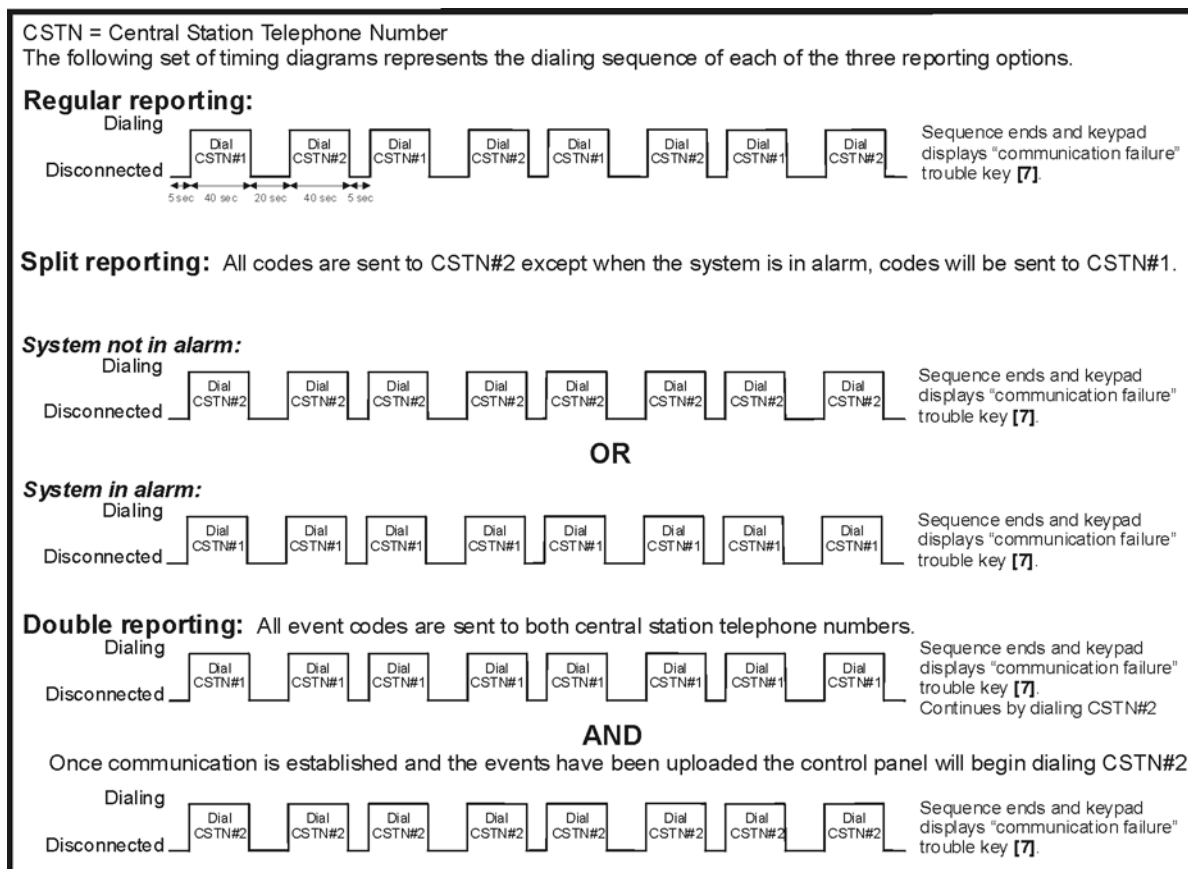 CSTN = Central Station Telephone Number
The following set of timing diagrams represents the dialing sequence of each of the three reporting options.
Regular reporting:
Dialing
Disconnected
Dial
CSTN#1
Dial
CSTN#2
Dial
CSTN#1
Dial
CSTN#2
Dial
CSTN#1
Dial
CSTN#2
Dial
CSTN#1
Dial
CSTN#2
5 sec 40 sec 20 sec 40 sec 5 sec
Sequence ends and keypad
displays “communication failure”
trouble key [7].
Split reporting: All codes are sent to CSTN#2 except when the system is in alarm, codes will be sent to CSTN#1.
System not in alarm:
Dialing
Disconnected
Dial
CSTN#2
Dial
CSTN#2
Dial
CSTN#2
Dial
CSTN#2
Dial
CSTN#2
Dial
CSTN#2
Dial
CSTN#2
Dial
CSTN#2
Sequence ends and keypad
displays “communication failure”
trouble key [7].
OR
System in alarm:
Dialing
Disconnected
Dial
CSTN#1
Dial
CSTN#1
Dial
CSTN#1
Dial
CSTN#1
Dial
CSTN#1
Dial
CSTN#1
Dial
CSTN#1
Dial
CSTN#1
Sequence ends and keypad
displays “communication failure”
trouble key [7].
Double reporting: All event codes are sent to both central station telephone numbers.
Dialing
Disconnected
Dial
CSTN#1
Dial
CSTN#1
Dial
CSTN#1
Dial
CSTN#1
Dial
CSTN#1
Dial
CSTN#1
Dial
CSTN#1
Dial
CSTN#1
Sequence ends and keypad
displays “communication failure”
trouble key [7].
Continues by dialing CSTN#2
AND
Once communication is established and the events have been uploaded the control panel will begin dialing CSTN#2
Dialing
Disconnected
Dial
CSTN#2
Dial
CSTN#2
Dial
CSTN#2
Dial
CSTN#2
Dial
CSTN#2
Dial
CSTN#2
Dial
CSTN#2
Dial
CSTN#2
Sequence ends and keypad
displays “communication failure”
trouble key [7].